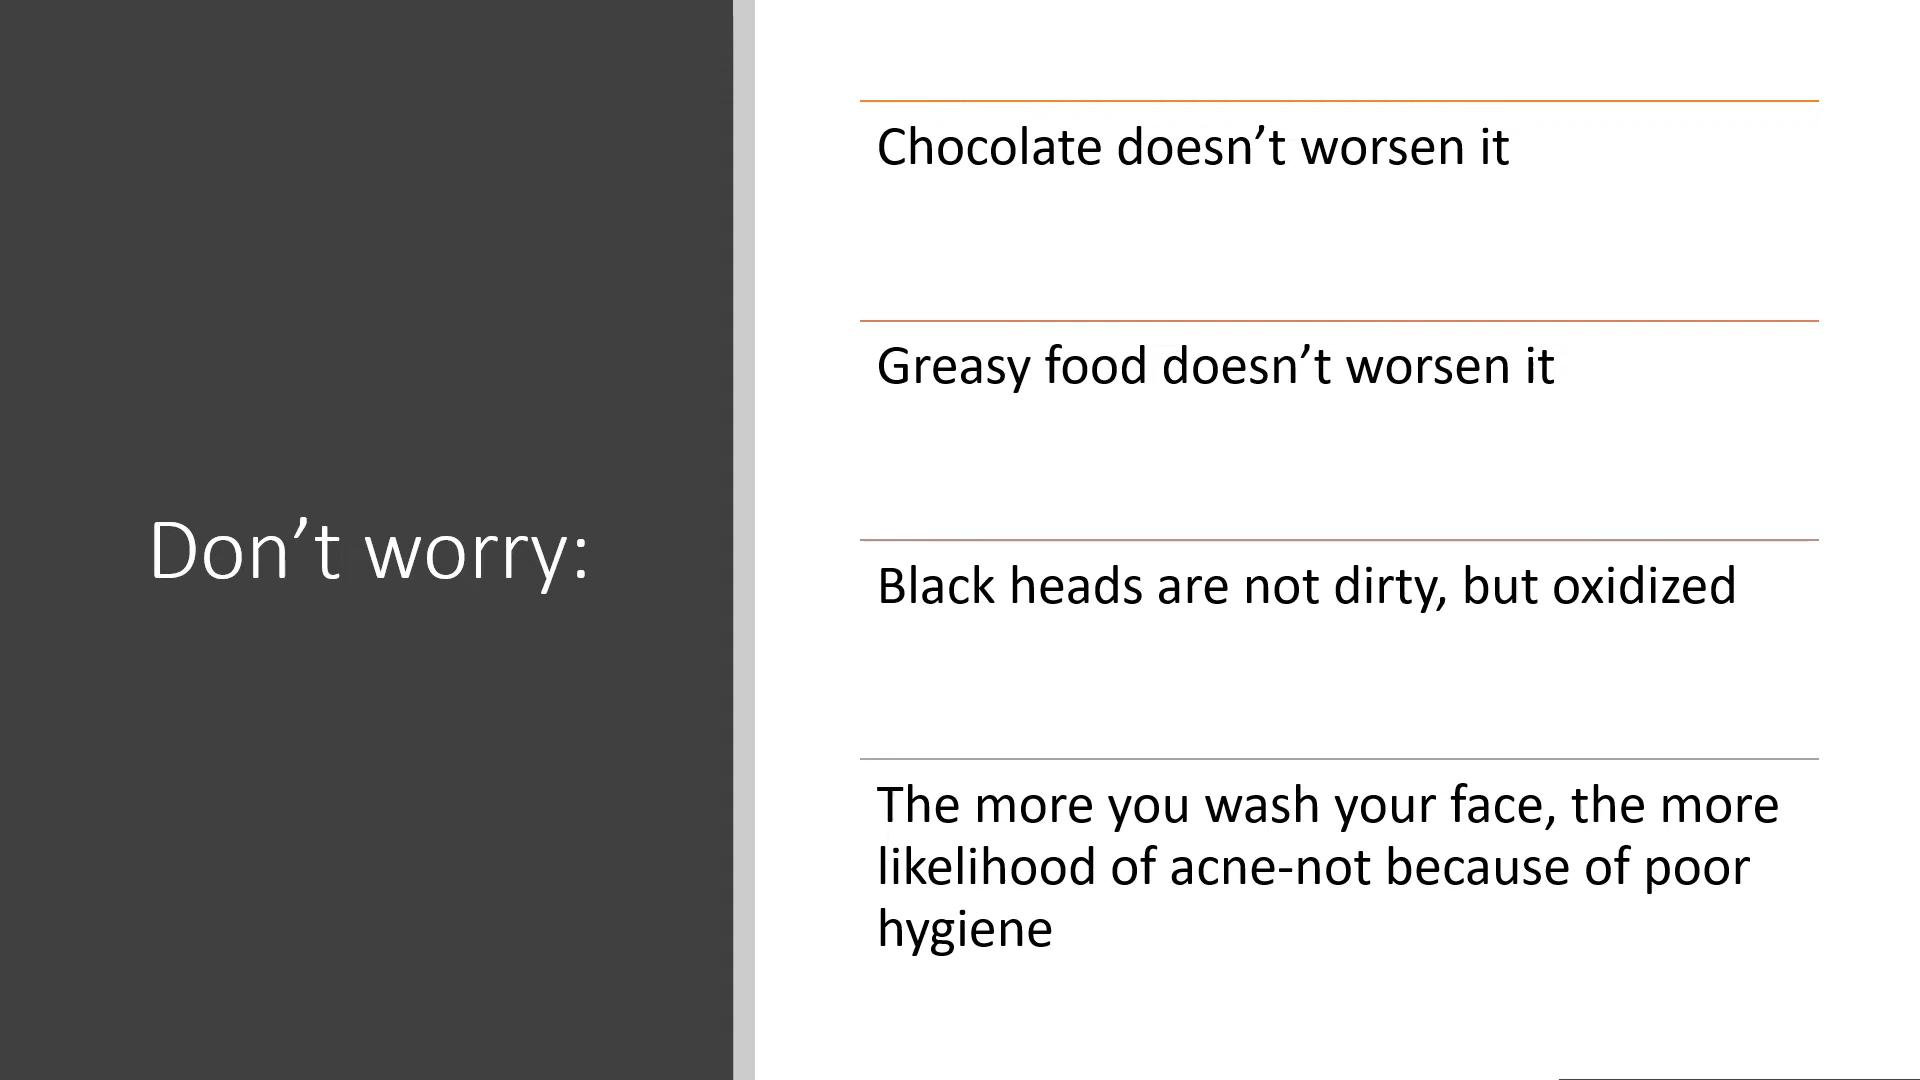 Don’t worry:
Chocolate doesn’t worsen it
Greasy food doesn’t worsen it
Black heads are not dirty, but oxidized
The more you wash your face, the more
likelihood of acne-not because of poor
hygiene